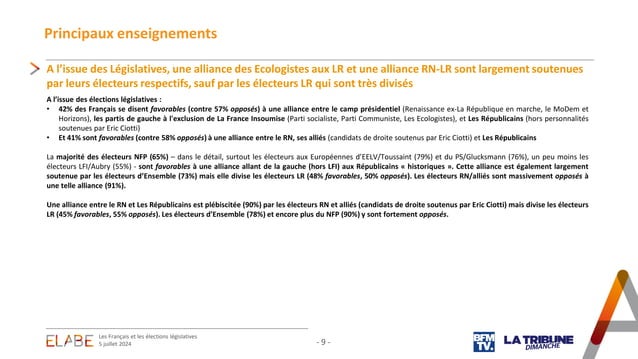 Principaux enseignements
A l'issue des Législatives, une alliance des Ecologistes aux LR et une alliance RN-LR sont largement soutenues
par leurs électeurs respectifs, sauf par les électeurs LR qui sont très divisés
A l'issue des élections législatives :
• 42% des Français se disent favorables (contre 57% opposés) à une alliance entre le camp présidentiel (Renaissance ex-La République en marche, le MoDem et
Horizons), les partis de gauche à l'exclusion de La France Insoumise (Parti socialiste, Parti Communiste, Les Ecologistes), et Les Républicains (hors personnalités
soutenues par Eric Ciotti)
• Et 41% sont favorables (contre 58% opposés) à une alliance entre le RN, ses alliés (candidats de droite soutenus par Eric Ciotti) et Les Républicains
La majorité des électeurs NFP (65%) – dans le détail, surtout les électeurs aux Européennes d'EELV/Toussaint (79%) et du PS/Glucksmann (76%), un peu moins les
électeurs LFI/Aubry (55%) - sont favorables à une alliance allant de la gauche (hors LFI) aux Républicains « historiques ». Cette alliance est également largement
soutenue par les électeurs d'Ensemble (73%) mais elle divise les électeurs LR (48% favorables, 50% opposés). Les électeurs RN/alliés sont massivement opposés à
une telle alliance (91%).
Une alliance entre le RN et Les Républicains est plébiscitée (90%) par les électeurs RN et alliés (candidats de droite soutenus par Eric Ciotti) mais divise les électeurs
LR (45% favorables, 55% opposés). Les électeurs d'Ensemble (78%) et encore plus du NFP (90%) y sont fortement opposés.
ELABE
Les Français et les élections législatives
5 juillet 2024
- 9 -
BFM
TV.
LA TRIBUNE
DIMANCHE